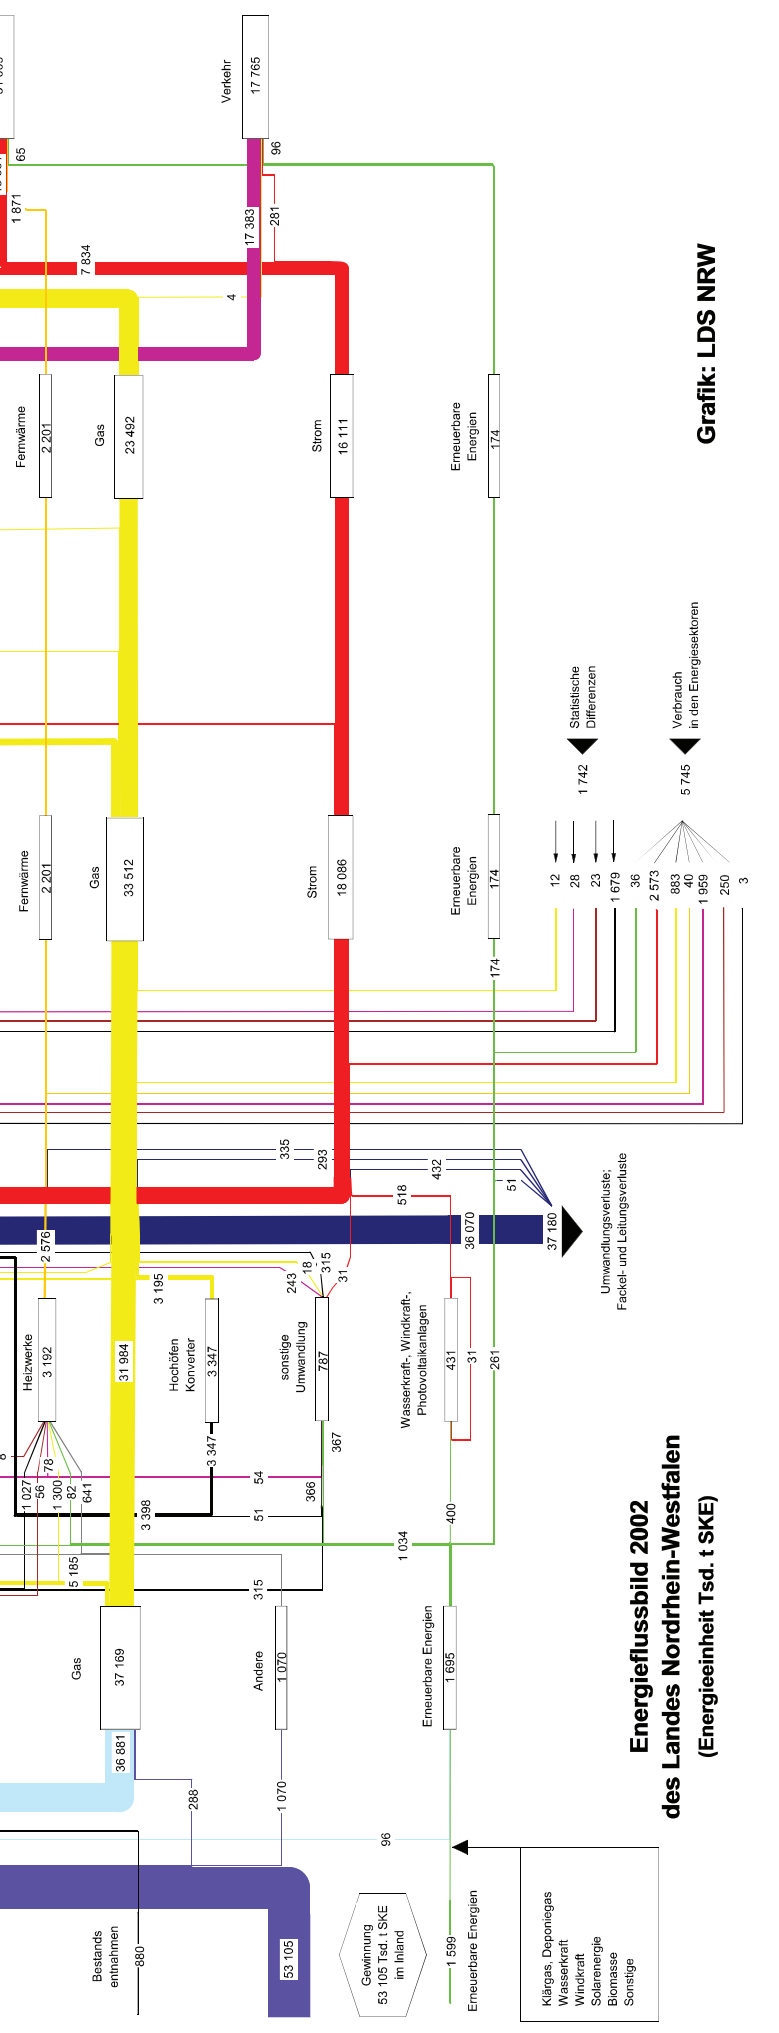 Energieflussbild 2002
des Landes Nordrhein-Westfalen
(Energieeinheit Tsd. t SKE)
Grafik: LDS NRW
Bestands
entnahmen
880
53 105
Gewinnung
53 105 Tsd. t SKE
im Inland
1 599
Erneuerbare Energien
Klärgas, Deponiegas
Wasserkraft
Windkraft
Solarenergie
Biomasse
Sonstige
36 881
288
1 070
96
Gas
37 169
Andere
1 070
Erneuerbare Energien
1 695
5 185
315
1 034
3 398
51
366
400
8
1 027
56
78
1 300
82
641
3 347
54
367
Heizwerke
3 192
31 984
Hochöfen
Konverter
3 347
sonstige
Umwandlung
787
Wasserkraft-, Windkraft-,
Photovoltaikanlagen
431
31
261
2 576
3 195
243
18
315
31
36 070
37 180
Umwandlungsverluste;
Fackel- und Leitungsverluste
335
293
432
518
51
174
Fernwärme
2 201
Gas
33 512
Strom
18 086
Erneuerbare
Energien
174
12
28
23
1 679
36
2 573
883
40
1 959
250
3
1 742
Statistische
Differenzen
5 745
Verbrauch
in den Energiesektoren
Fernwärme
2 201
Gas
23 492
Strom
16 111
Erneuerbare
Energien
174
4
7 834
17 383
281
1 871
65
96
Verkehr
17 765